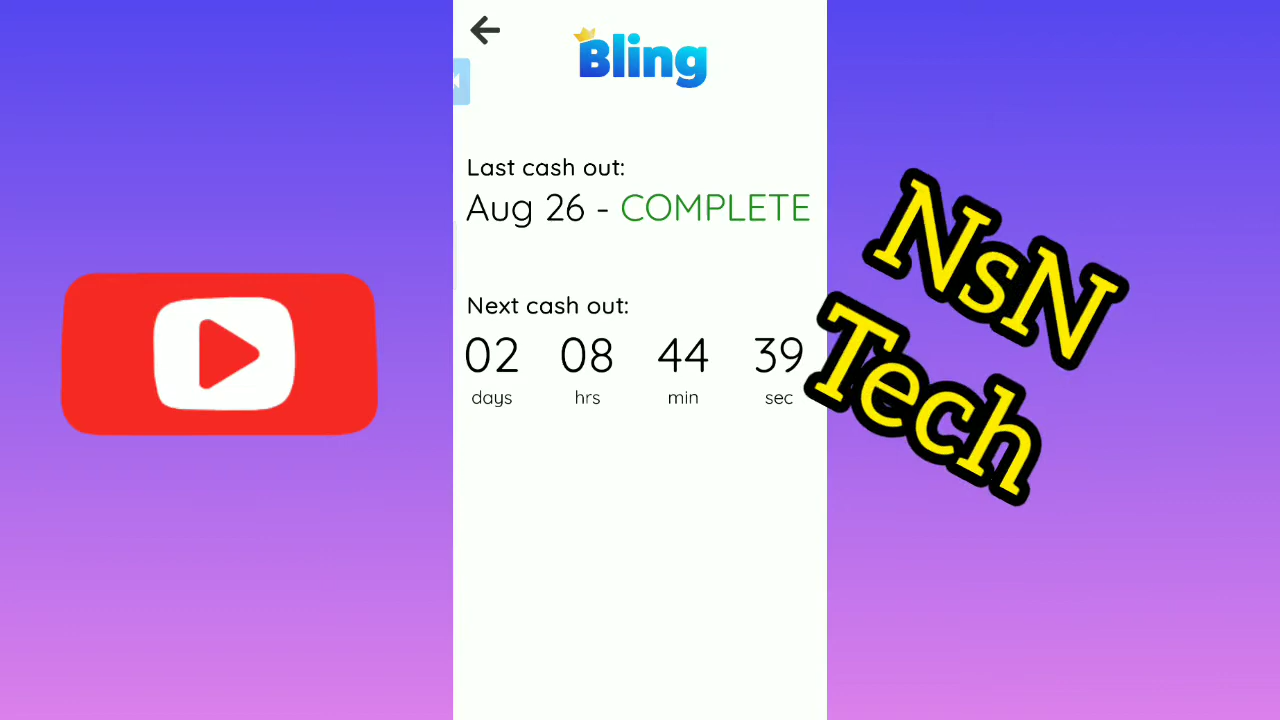 Bling
Last cash out:
Aug 26 - COMPLETE
Next cash out:
02 08 44 39
days hrs min sec
NsN
Tech